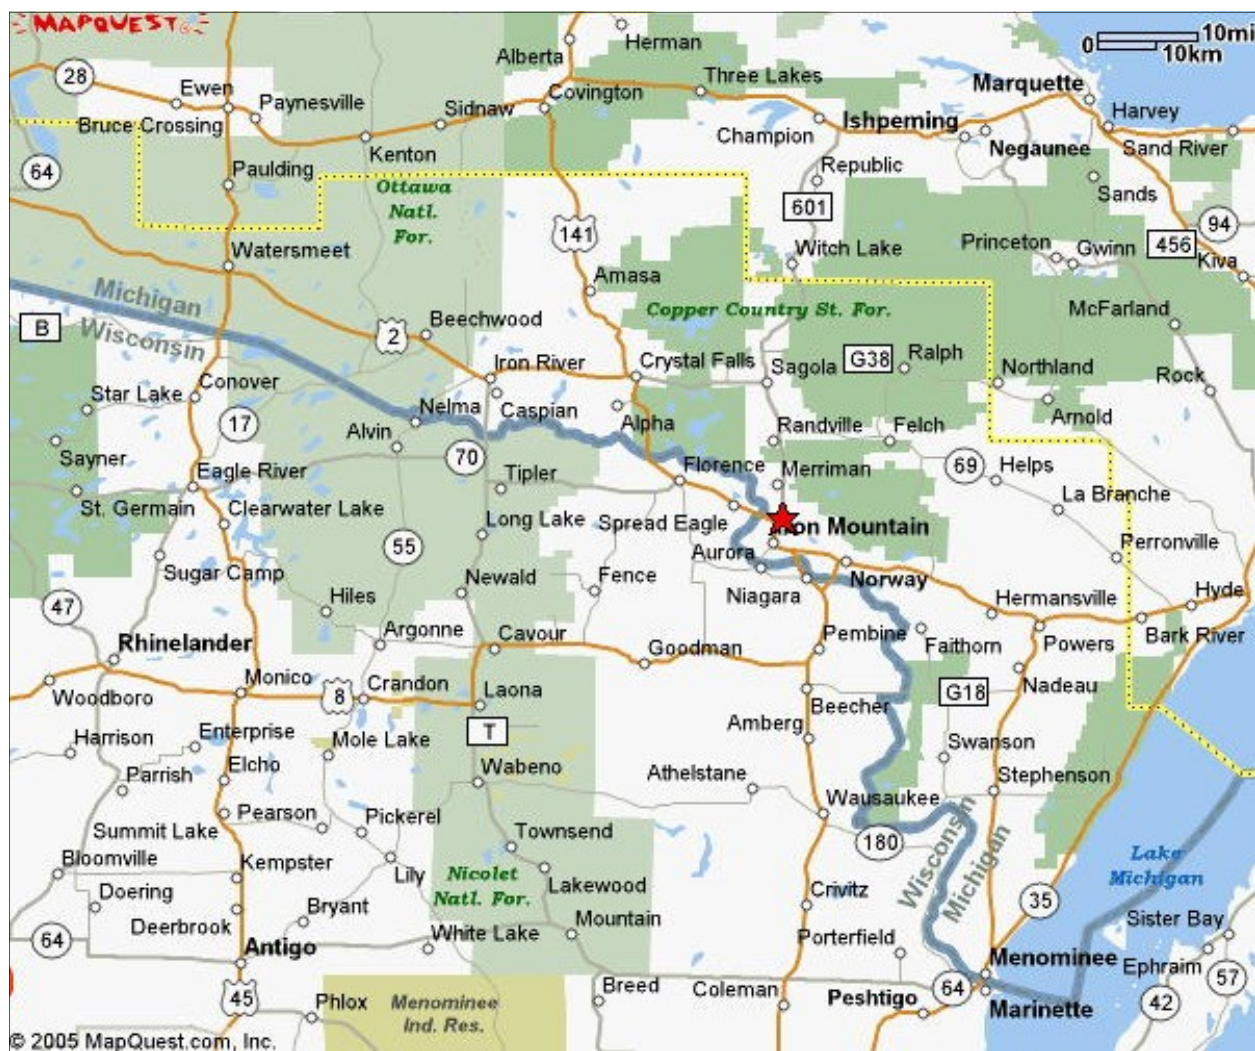 MAPQUEST
10mi
0
10km
Herman
Alberta
28
Three Lakes
Marquette
Ewen
Paynesville
Sidnaw
Covington
Harvey
Bruce Crossing
Champion
Ishpeming
Kenton
Negaunee
Sand River
64
Republic
Paulding
Ottawa
Natl.
For.
Sands
601
94
141
Witch Lake
Princeton
Gwinn
456
Watersmeet
Kiva
Amasa
Michigan
Copper Country St. For.
McFarland
B
Wisconsin
2
Beechwood
G38
Ralph
Iron River
Crystal Falls
Sagola
Northland
Conover
Rock
Star Lake
Nelma
Caspian
Alpha
Arnold
17
Alvin
Randville
Felch
Sayner
70
Florence
Merriman
69
Helps
Eagle River
Tipler
St. Germain
Clearwater Lake
La Branche
Long Lake
Spread Eagle
Iron Mountain
55
Aurora
Perronville
Sugar Camp
Newald
Fence
Norway
Niagara
47
Hiles
Hyde
Hermansville
Rhinelander
Argonne
Cavour
Goodman
Pembine
Faithorn
Powers
Bark River
Woodboro
Monico
8
Crandon
Laona
G18
Nadeau
Beecher
Harrison
Enterprise
Mole Lake
T
Amberg
Swanson
Parrish
Elcho
Wabeno
Athelstane
Stephenson
Pearson
Wausaukee
Summit Lake
Pickerel
Townsend
180
Wisconsin
Michigan
Bloomville
Kempster
Lily
Nicolet
Natl. For.
Lakewood
Lake
Michigan
Doering
Crivitz
35
Deerbrook
Bryant
Mountain
Sister Bay
64
Antigo
White Lake
Porterfield
Menominee
Ephraim
57
45
Phlox
Menominee
Ind. Res.
Breed
Coleman
Peshtigo
64
Marinette
42
© 2005 MapQuest.com, Inc.